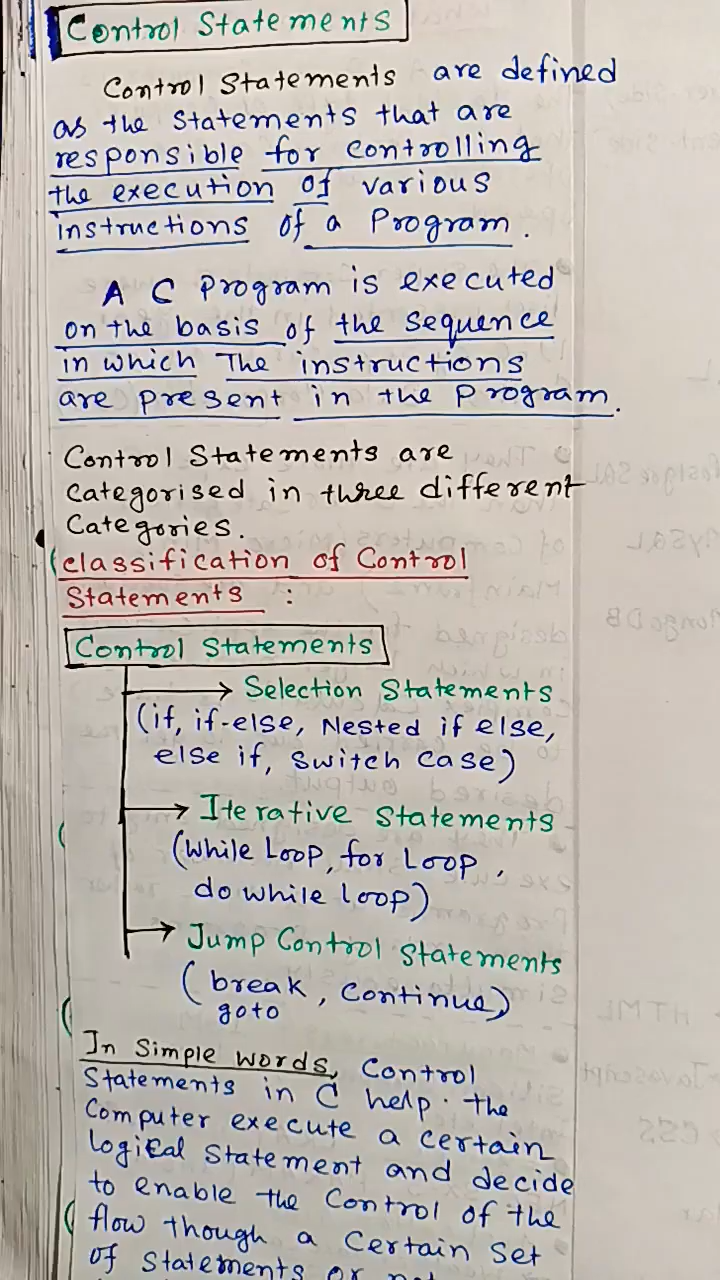 Control Statements
Control Statements are defined
as the Statements that are
responsible for controlling
the execution of various
instructions of a Program.
A C Program is executed
on the basis of the sequence
in which The instructions
are present in the Program.
Control Statements are
Categorised in three different
Categories.
classification of Control
Statements :
Control Statements
Selection Statements
(if, if-else, Nested if else,
else if, Switch Case)
Iterative Statements
(While Loop, for Loop,
do while loop)
Jump Control Statements
(break, Continue)
goto
In Simple words, Control
Statements in C help the
Computer execute a certain
logical Statement and decide
to enable the Control of the
flow though a Certain Set
of Statements or not